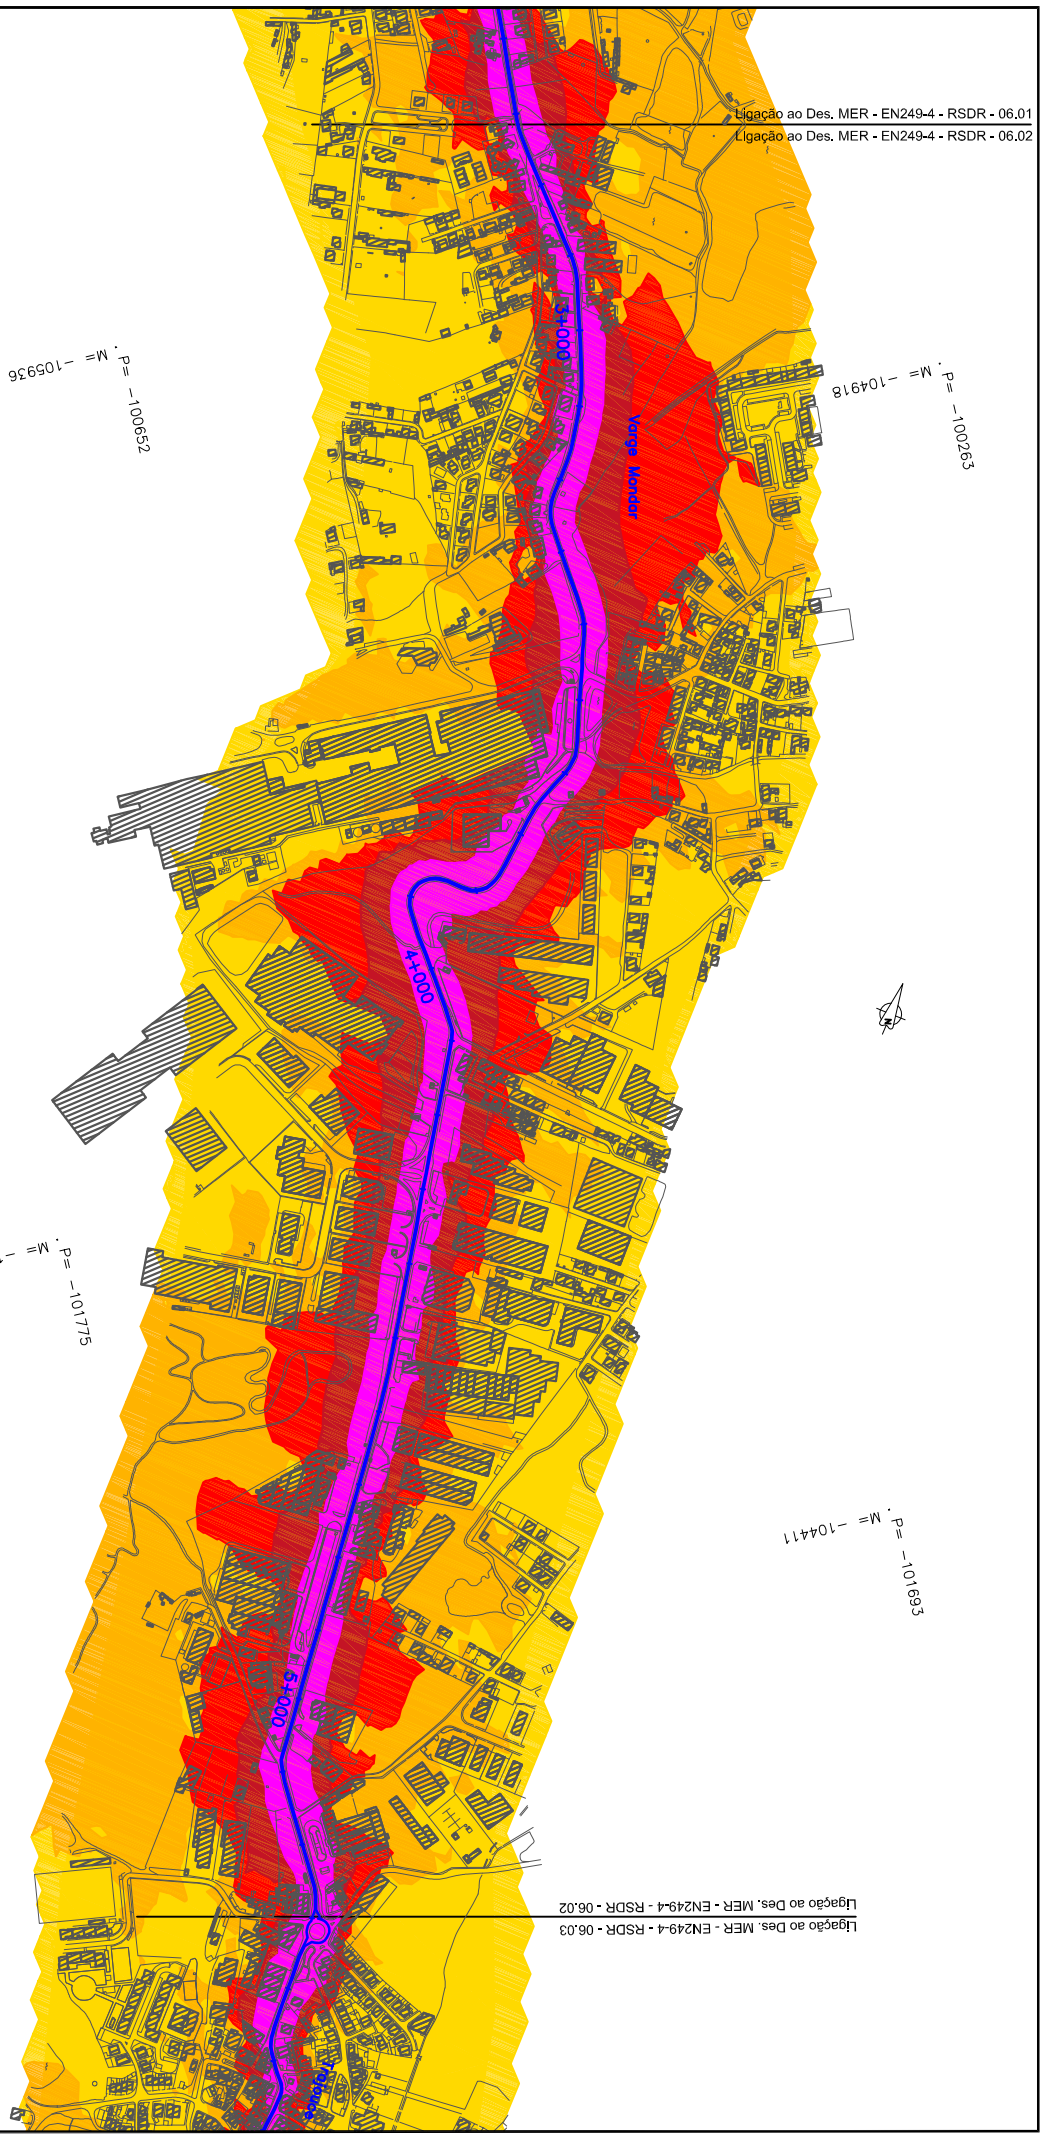 Ligação ao Des. MER - EN249-4 - RSDR - 06.01
Ligação ao Des. MER - EN249-4 - RSDR - 06.02
3+000
M= -105936
P= -100652
M= -104918
P= -100263
Varge Mondar
4+000
N
M= -1
P= -101775
M= -104411
P= -101693
5+000
Ligação ao Des. MER - EN249-4 - RSDR - 06.02
Ligação ao Des. MER - EN249-4 - RSDR - 06.03
Trajouce